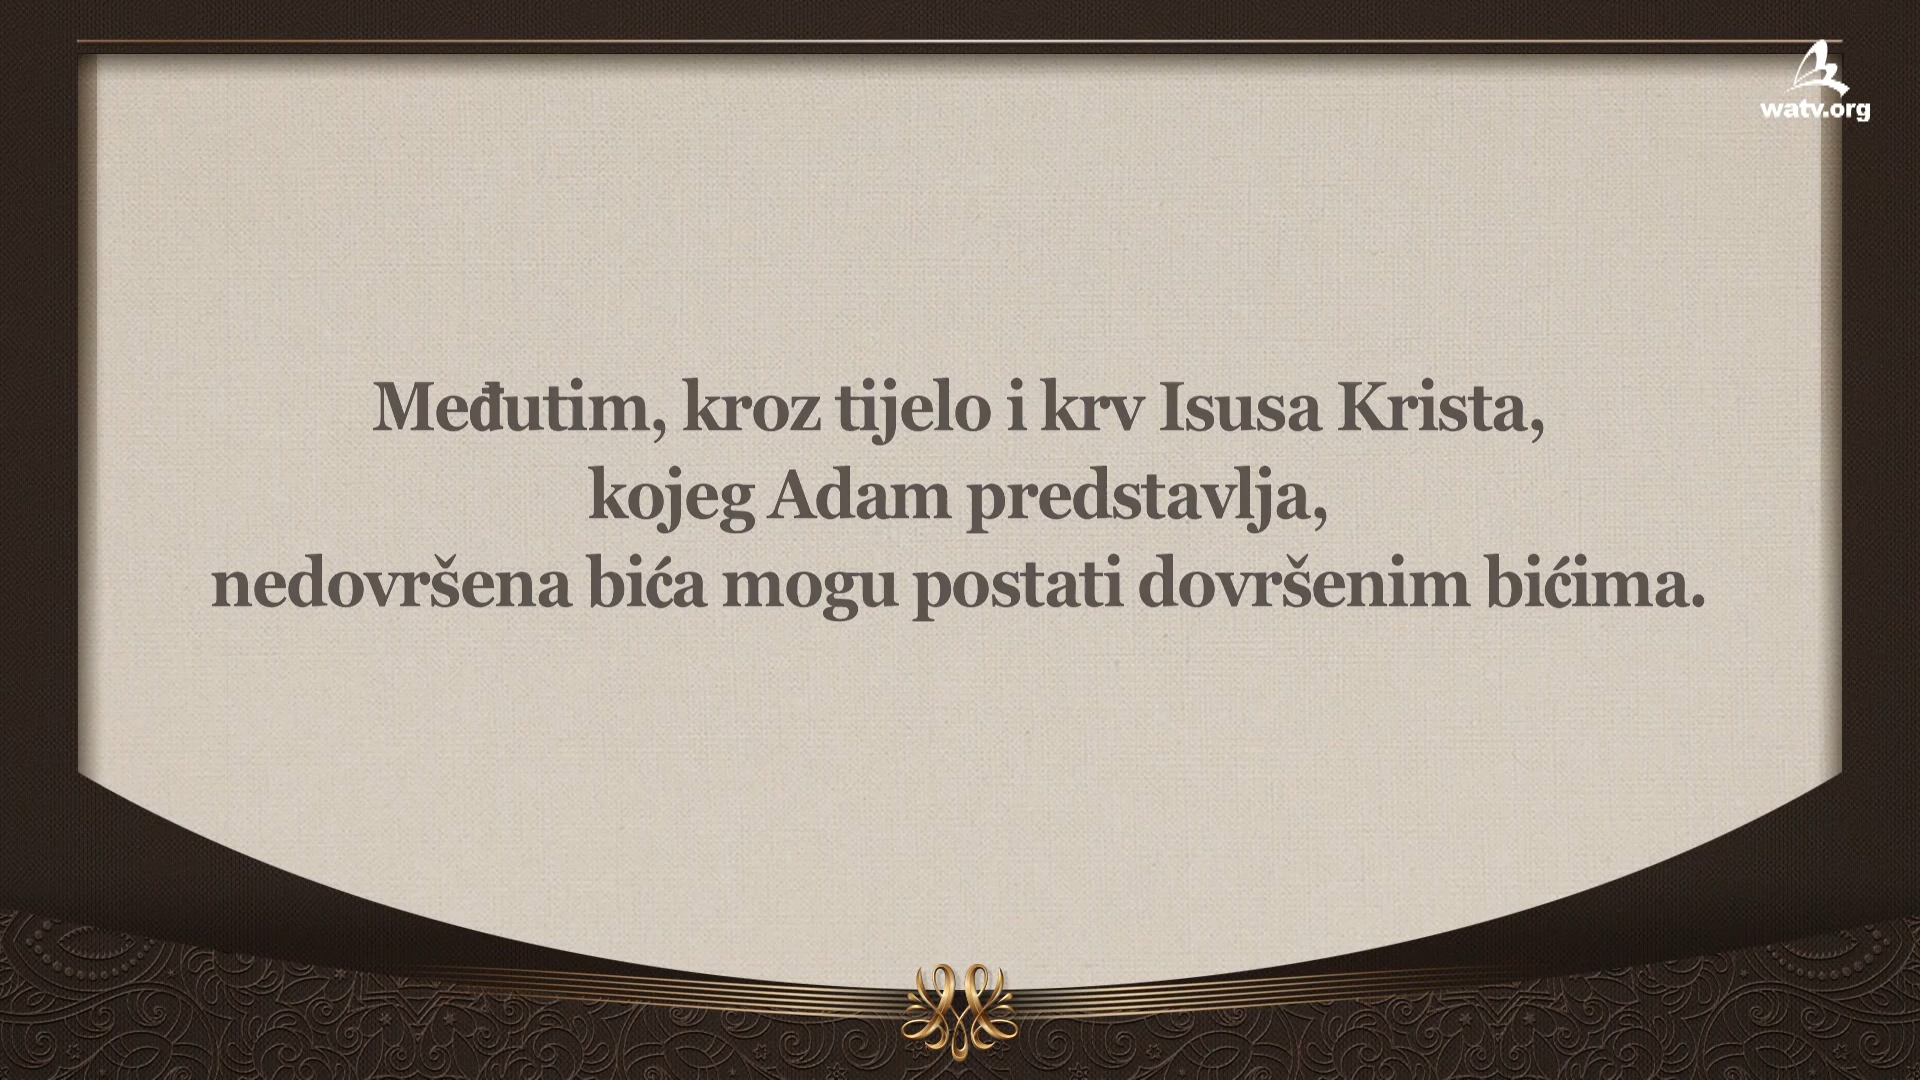 watv.org
Međutim, kroz tijelo i krv Isusa Krista,
kojeg Adam predstavlja,
nedovršena bića mogu postati dovršenim bićima.